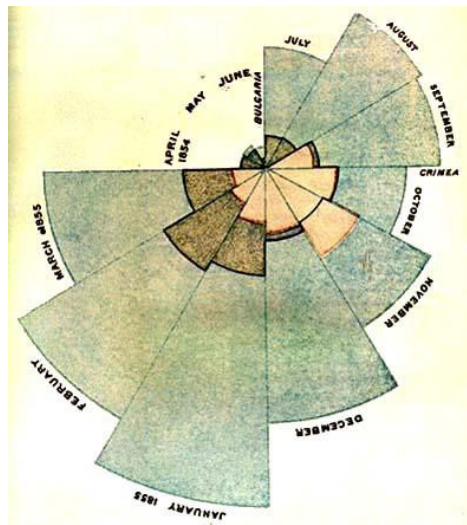 APRIL
1854
MAY
JUNE
BULGARIA
JULY
AUGUST
SEPTEMBER
CRIMEA
OCTOBER
NOVEMBER
DECEMBER
JANUARY 1855
FEBRUARY
MARCH 1855